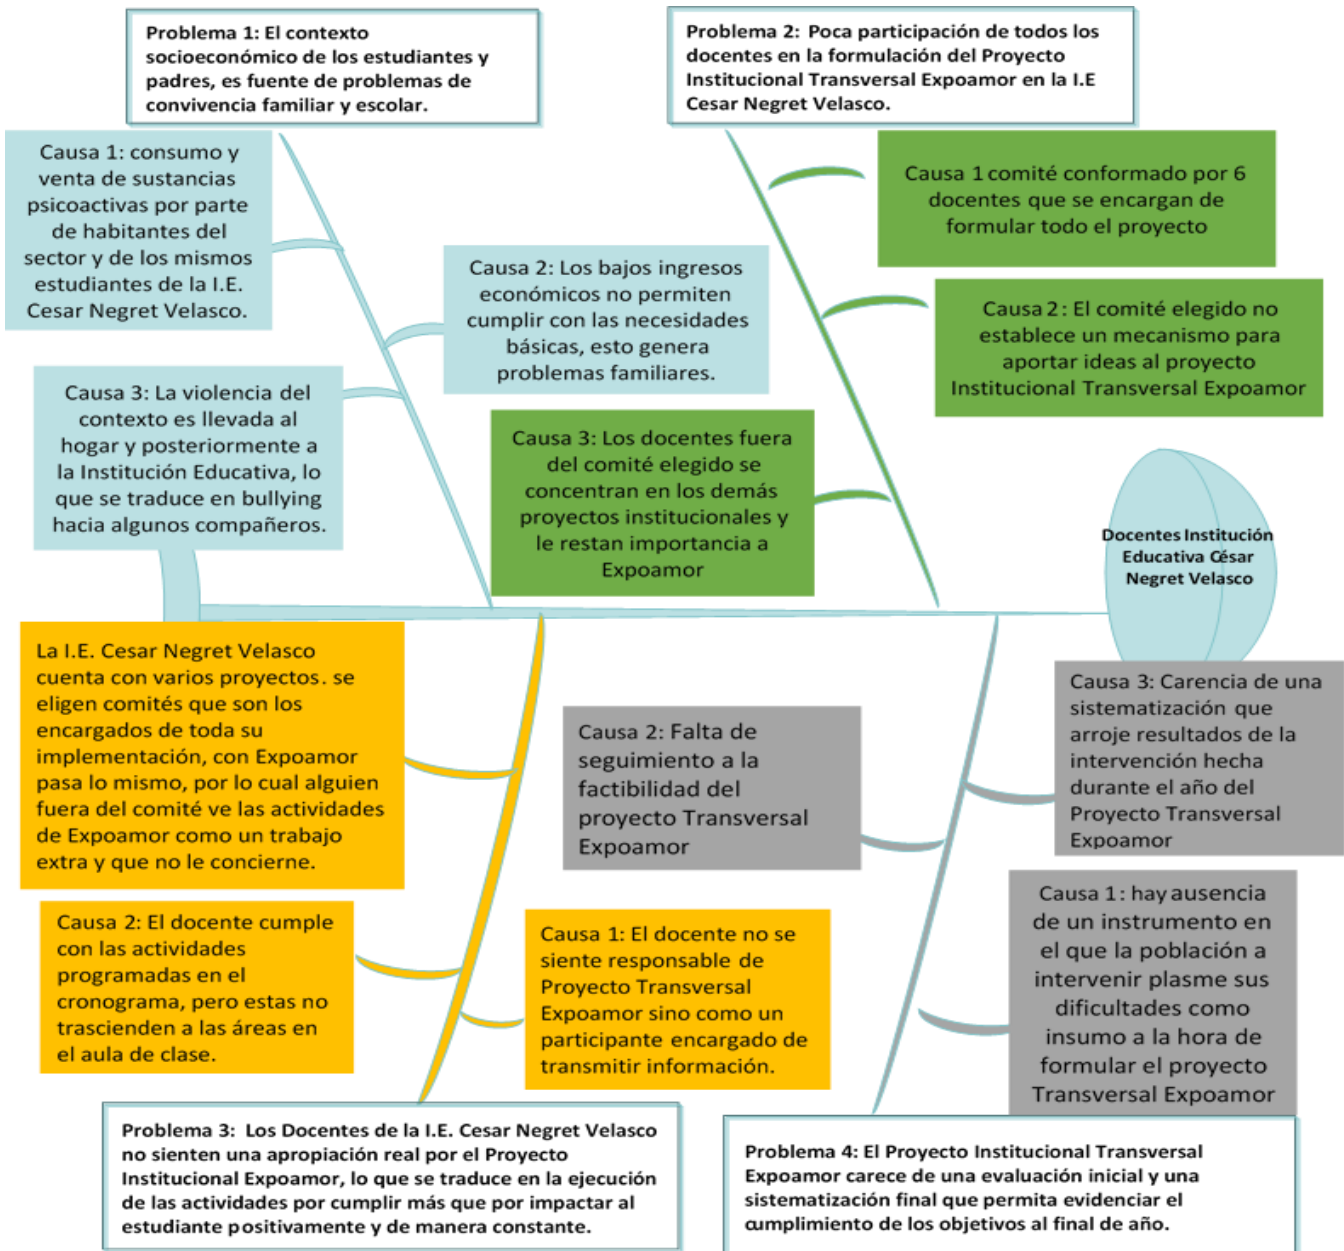 Problema 1: El contexto
socioeconómico de los estudiantes y
padres, es fuente de problemas de
convivencia familiar y escolar.
Problema 2: Poca participación de todos los
docentes en la formulación del Proyecto
Institucional Transversal Expoamor en la I.E
Cesar Negret Velasco.
Causa 1: consumo y
venta de sustancias
psicoactivas por parte
de habitantes del
sector y de los mismos
estudiantes de la I.E.
Cesar Negret Velasco.
Causa 2: Los bajos ingresos
económicos no permiten
cumplir con las necesidades
básicas, esto genera
problemas familiares.
Causa 3: La violencia del
contexto es llevada al
hogar y posteriormente a
la Institución Educativa, lo
que se traduce en bullying
hacia algunos compañeros.
Causa 1 comité conformado por 6
docentes que se encargan de
formular todo el proyecto
Causa 2: El comité elegido no
establece un mecanismo para
aportar ideas al proyecto
Institucional Transversal Expoamor
Causa 3: Los docentes fuera
del comité elegido se
concentran en los demás
proyectos institucionales y
le restan importancia a
Expoamor
Docentes Institución
Educativa César
Negret Velasco
La I.E. Cesar Negret Velasco
cuenta con varios proyectos. se
eligen comités que son los
encargados de toda su
implementación, con Expoamor
pasa lo mismo, por lo cual alguien
fuera del comité ve las actividades
de Expoamor como un trabajo
extra y que no le concierne.
Causa 2: El docente cumple
con las actividades
programadas en el
cronograma, pero estas no
trascienden a las áreas en
el aula de clase.
Causa 1: El docente no se
siente responsable de
Proyecto Transversal
Expoamor sino como un
participante encargado de
transmitir información.
Causa 2: Falta de
seguimiento a la
factibilidad del
proyecto Transversal
Expoamor
Causa 3: Carencia de una
sistematización que
arroje resultados de la
intervención hecha
durante el año del
Proyecto Transversal
Expoamor
Causa 1: hay ausencia
de un instrumento en
el que la población a
intervenir plasme sus
dificultades como
insumo a la hora de
formular el proyecto
Transversal Expoamor
Problema 3: Los Docentes de la I.E. Cesar Negret Velasco
no sienten una apropiación real por el Proyecto
Institucional Expoamor, lo que se traduce en la ejecución
de las actividades por cumplir más que por impactar al
estudiante positivamente y de manera constante.
Problema 4: El Proyecto Institucional Transversal
Expoamor carece de una evaluación inicial y una
sistematización final que permita evidenciar el
cumplimiento de los objetivos al final de año.